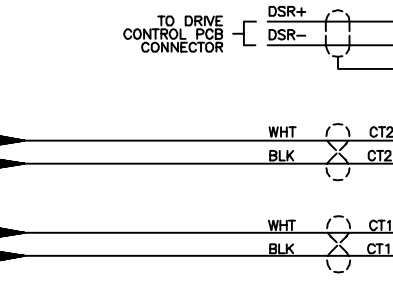 TO DRIVE
CONTROL PCB
CONNECTOR
DSR+
DSR−
WHT CT2
BLK CT2
WHT CT1
BLK CT1